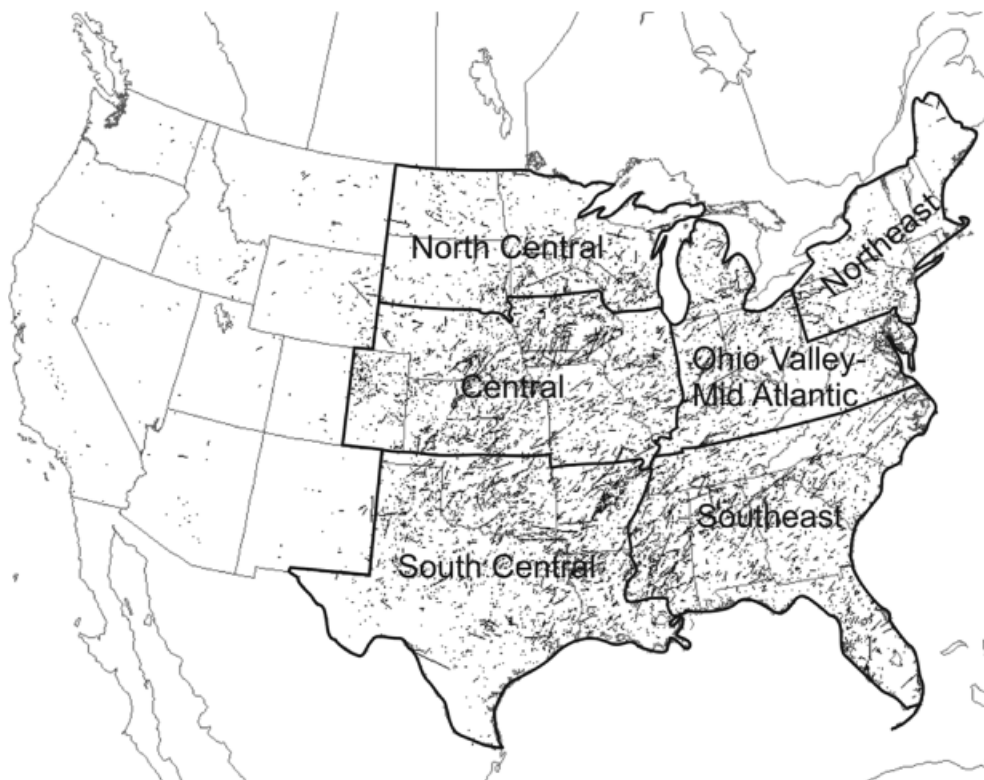 North Central
Northeast
Central
Ohio Valley-
Mid Atlantic
Southeast
South Central